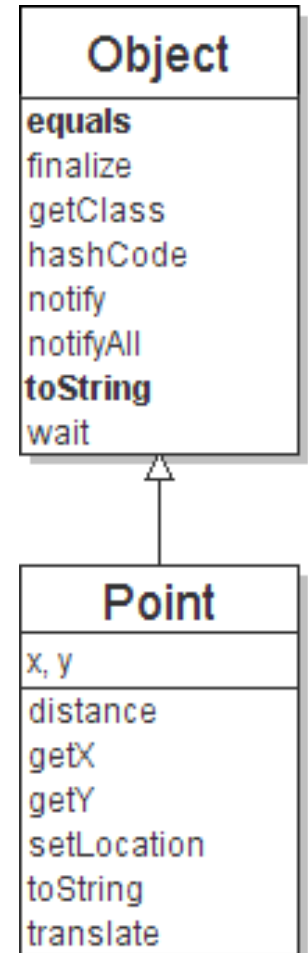 Object
equals
finalize
getClass
hashCode
notify
notifyAll
toString
wait
Point
x, y
distance
getX
getY
setLocation
toString
translate